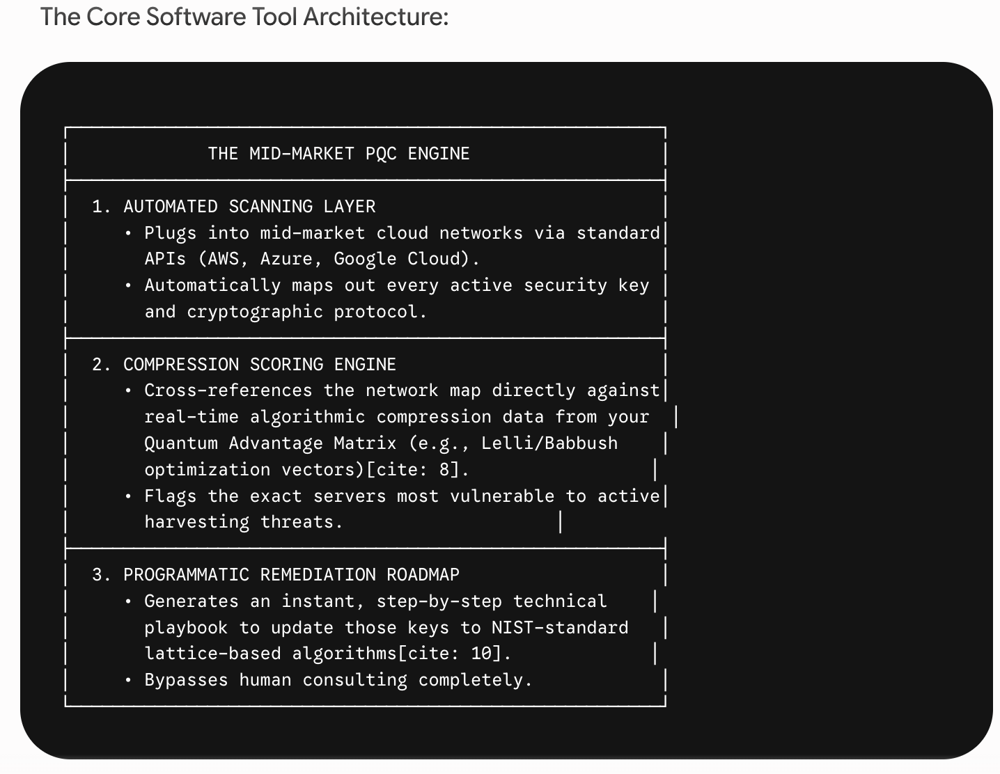 The Core Software Tool Architecture:
THE MID-MARKET PQC ENGINE
1. AUTOMATED SCANNING LAYER
• Plugs into mid-market cloud networks via standard
APIs (AWS, Azure, Google Cloud).
• Automatically maps out every active security key
and cryptographic protocol.
2. COMPRESSION SCORING ENGINE
• Cross-references the network map directly against
real-time algorithmic compression data from your
Quantum Advantage Matrix (e.g., Lelli/Babbush
optimization vectors)[cite: 8].
• Flags the exact servers most vulnerable to active
harvesting threats.
3. PROGRAMMATIC REMEDIATION ROADMAP
• Generates an instant, step-by-step technical
playbook to update those keys to NIST-standard
lattice-based algorithms[cite: 10].
• Bypasses human consulting completely.